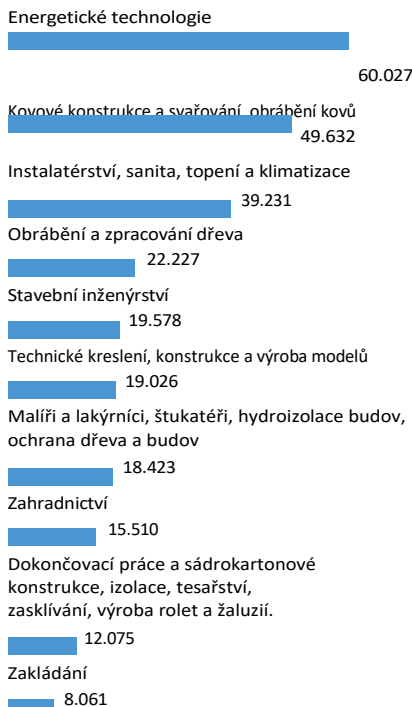 Energetické technologie
60.027
Kovové konstrukce a svařování, obrábění kovů
49.632
Instalatérství, sanita, topení a klimatizace
39.231
Obrábění a zpracování dřeva
22.227
Stavební inženýrství
19.578
Technické kreslení, konstrukce a výroba modelů
19.026
Malíři a lakýrníci, štukatéři, hydroizolace budov,
ochrana dřeva a budov
18.423
Zahradnictví
15.510
Dokončovací práce a sádrokartonové
konstrukce, izolace, tesařství,
zasklívání, výroba rolet a žaluzií.
12.075
Zakládání
8.061